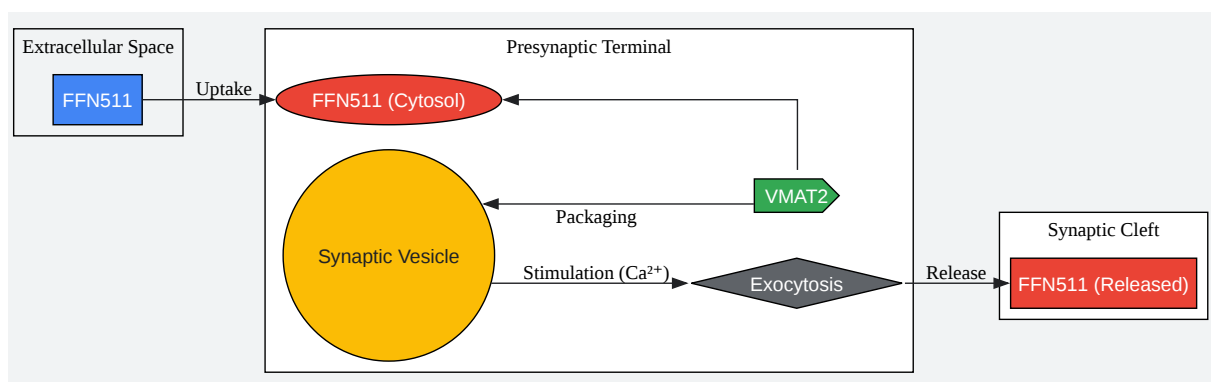 Extracellular Space
FFN511
Uptake
Presynaptic Terminal
FFN511 (Cytosol)
VMAT2
Packaging
Synaptic Vesicle
Stimulation (Ca²⁺)
Exocytosis
Release
Synaptic Cleft
FFN511 (Released)